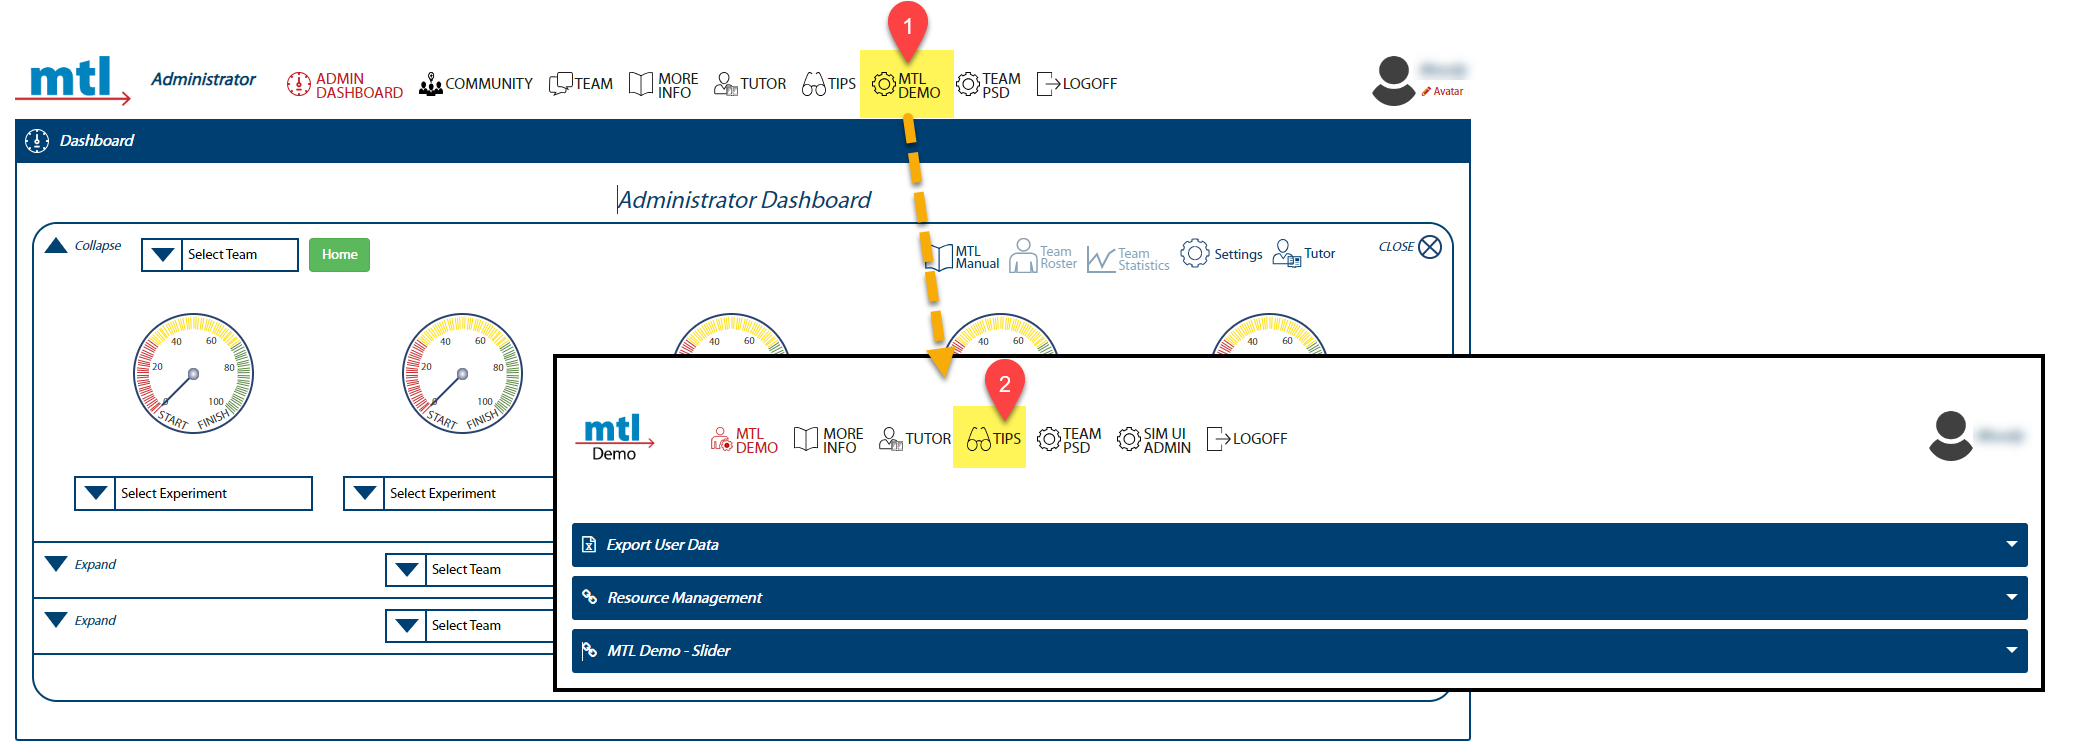 1
mtl
Administrator
ADMIN
DASHBOARD
COMMUNITY
TEAM
MORE
INFO
TUTOR
TIPS
MTL
DEMO
TEAM
PSD
LOGOFF
Avatar
Dashboard
Administrator Dashboard
Collapse
Select Team
Home
MTL
Manual
Team
Roster
Team
Statistics
Settings
Tutor
CLOSE
0 20 40 60 80 100
START FINISH
0 20 40 60 80 100
START FINISH
40 60
40 60
40 60
Select Experiment
Select Experiment
Expand
Select Team
Expand
Select Team
2
mtl
Demo
MTL
DEMO
MORE
INFO
TUTOR
TIPS
TEAM
PSD
SIM UI
ADMIN
LOGOFF
Export User Data
Resource Management
MTL Demo - Slider